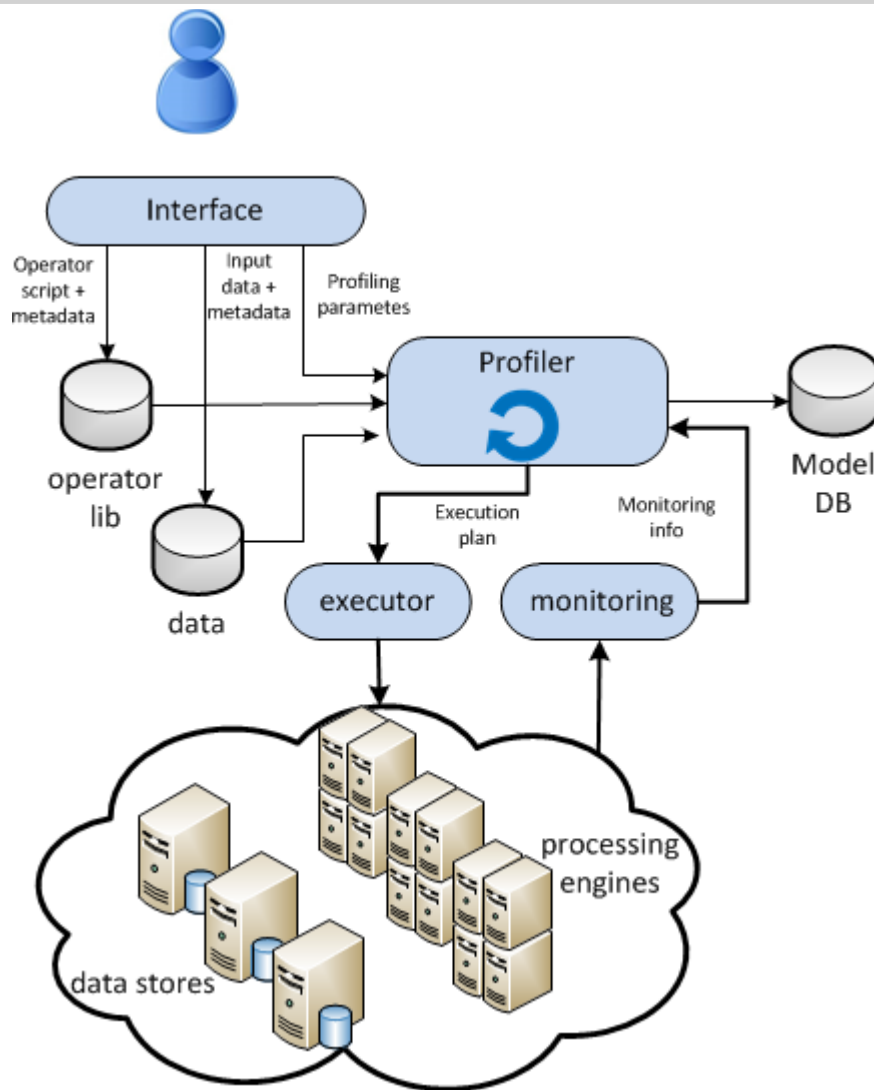 Interface
Operator
script +
metadata
Input
data +
metadata
Profiling
parametes
Profiler
operator
lib
data
Model
DB
Execution
plan
Monitoring
info
executor
monitoring
processing
engines
data stores